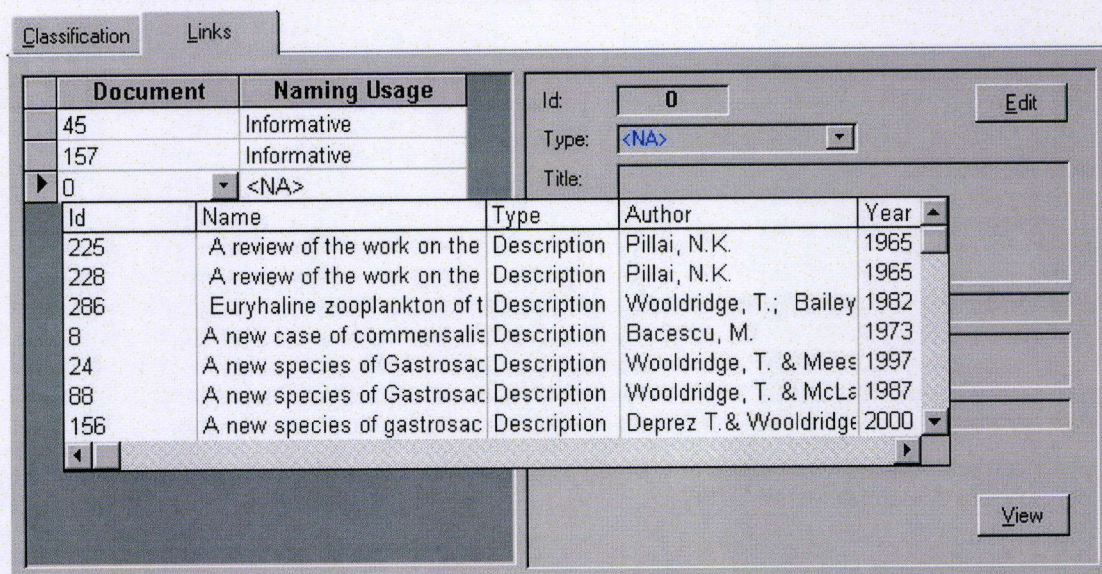 Classification Links
Document Naming Usage
45 Informative
157 Informative
0 <NA>
Id: 0 Edit
Type: <NA>
Title:
Id Name Type Author Year
225 A review of the work on the Description Pillai, N.K. 1965
228 A review of the work on the Description Pillai, N.K. 1965
286 Euryhaline zooplankton of t Description Wooldridge, T.; Bailey 1982
8 A new case of commensalis Description Bacescu, M. 1973
24 A new species of Gastrosac Description Wooldridge, T. & Mees 1997
88 A new species of Gastrosac Description Wooldridge, T. & McLa 1987
156 A new species of gastrosac Description Deprez T.& Wooldridge 2000
View